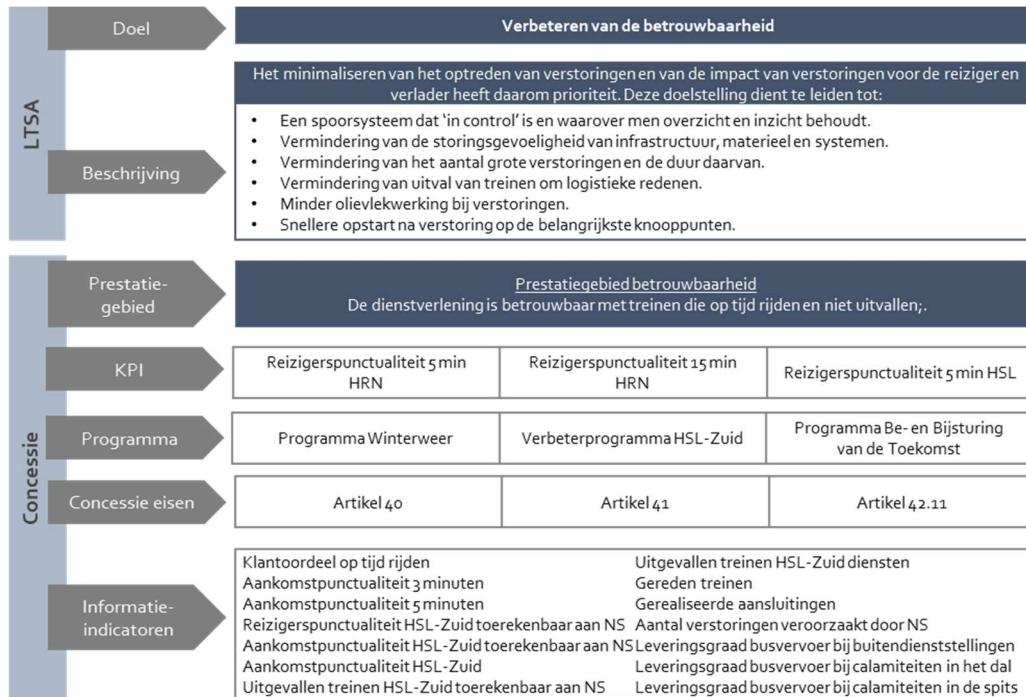 LTSA
Doel
Verbeteren van de betrouwbaarheid
Beschrijving
Het minimaliseren van het optreden van verstoringen en van de impact van verstoringen voor de reiziger en
verlader heeft daarom prioriteit. Deze doelstelling dient te leiden tot:
• Een spoorsysteem dat ‘in control’ is en waarover men overzicht en inzicht behoudt.
• Vermindering van de storingsgevoeligheid van infrastructuur, materieel en systemen.
• Vermindering van het aantal grote verstoringen en de duur daarvan.
• Vermindering van uitval van treinen om logistieke redenen.
• Minder olievlekwerking bij verstoringen.
• Snellere opstart na verstoring op de belangrijkste knooppunten.
Concessie
Prestatie-
gebied
Prestatiegebied betrouwbaarheid
De dienstverlening is betrouwbaar met treinen die op tijd rijden en niet uitvallen;.
KPI
Reizigerspunctualiteit 5 min
HRN
Reizigerspunctualiteit 15 min
HRN
Reizigerspunctualiteit 5 min HSL
Programma
Programma Winterweer
Verbeterprogramma HSL-Zuid
Programma Be- en Bijsturing
van de Toekomst
Concessie eisen
Artikel 40
Artikel 41
Artikel 42.11
Informatie-
indicatoren
Klantoordeel op tijd rijden
Aankomstpunctualiteit 3 minuten
Aankomstpunctualiteit 5 minuten
Reizigerspunctualiteit HSL-Zuid toerekenbaar aan NS
Aankomstpunctualiteit HSL-Zuid toerekenbaar aan NS
Aankomstpunctualiteit HSL-Zuid
Uitgevallen treinen HSL-Zuid toerekenbaar aan NS
Uitgevallen treinen HSL-Zuid diensten
Gereden treinen
Gerealiseerde aansluitingen
Aantal verstoringen veroorzaakt door NS
Leveringsgraad busvervoer bij buitendienststellingen
Leveringsgraad busvervoer bij calamiteiten in het dal
Leveringsgraad busvervoer bij calamiteiten in de spits